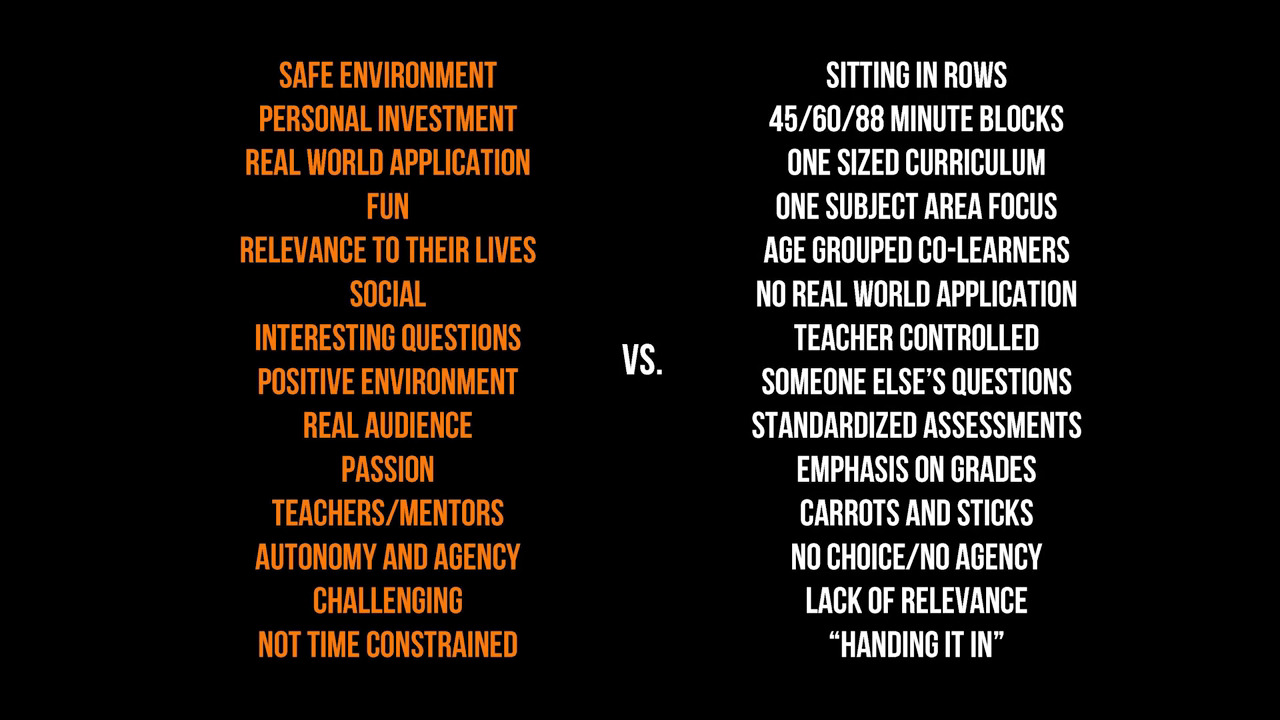 SAFE ENVIRONMENT
PERSONAL INVESTMENT
REAL WORLD APPLICATION
FUN
RELEVANCE TO THEIR LIVES
SOCIAL
INTERESTING QUESTIONS
POSITIVE ENVIRONMENT
REAL AUDIENCE
PASSION
TEACHERS/MENTORS
AUTONOMY AND AGENCY
CHALLENGING
NOT TIME CONSTRAINED
VS.
SITTING IN ROWS
45/60/88 MINUTE BLOCKS
ONE SIZED CURRICULUM
ONE SUBJECT AREA FOCUS
AGE GROUPED CO-LEARNERS
NO REAL WORLD APPLICATION
TEACHER CONTROLLED
SOMEONE ELSE’S QUESTIONS
STANDARDIZED ASSESSMENTS
EMPHASIS ON GRADES
CARROTS AND STICKS
NO CHOICE/NO AGENCY
LACK OF RELEVANCE
“HANDING IT IN”